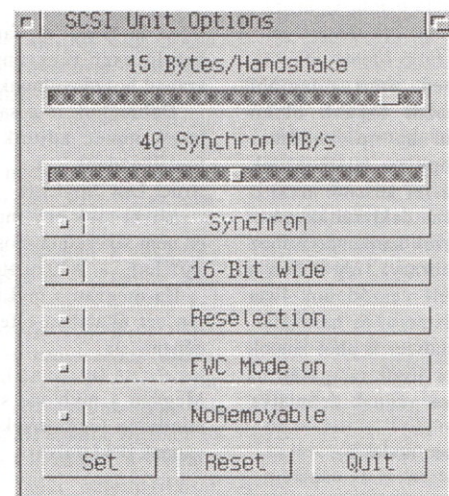 SCSI Unit Options
15 Bytes/Handshake
40 Synchron MB/s
Synchron
16-Bit Wide
Reselection
FWC Mode on
NoRemovable
Set Reset Quit